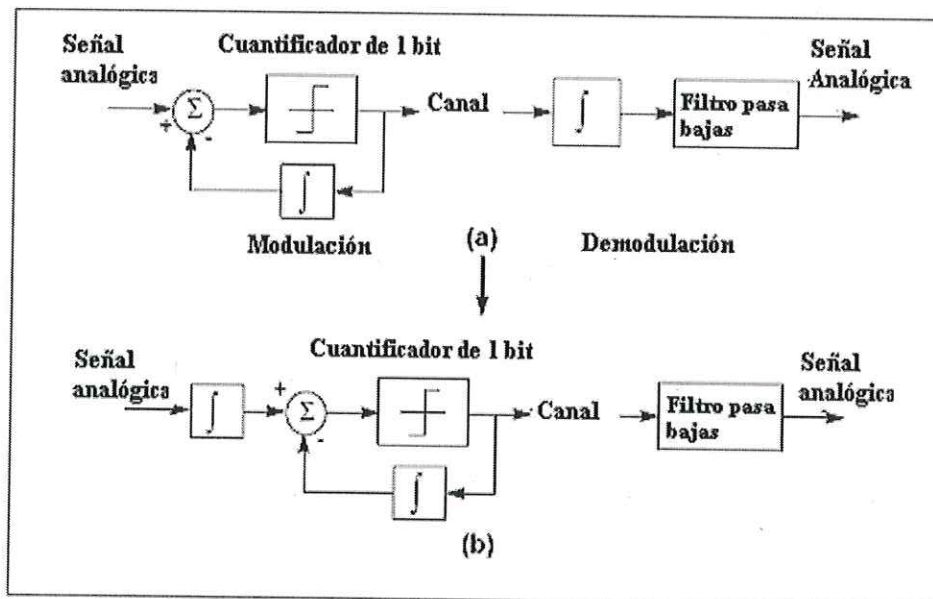 Señal
analógica
Cuantificador de 1 bit
Señal
Analógica
Σ
+
-
∫
Canal
∫
Filtro pasa
bajas
Modulación
(a)
Demodulación
Cuantificador de 1 bit
Señal
analógica
Señal
analógica
∫
+
Σ
-
∫
Canal
Filtro pasa
bajas
(b)